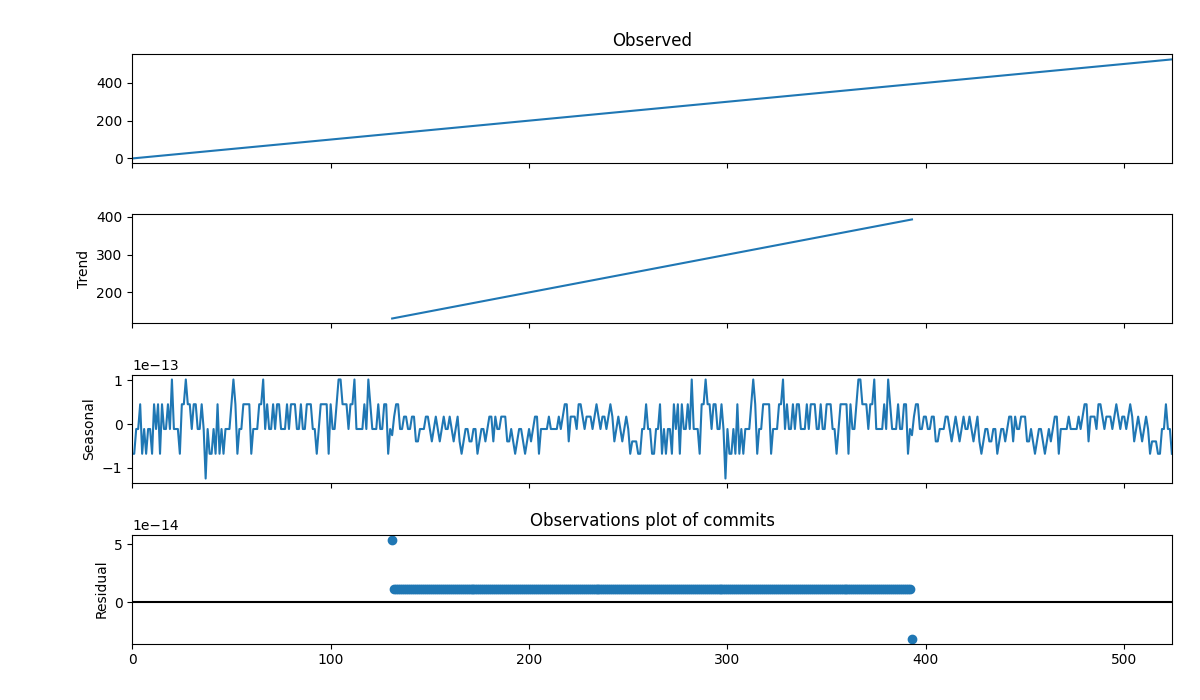 Observed
400
200
0
Trend
400
300
200
1e−13
Seasonal
1
0
−1
Observations plot of commits
1e−14
Residual
5
0
0 100 200 300 400 500